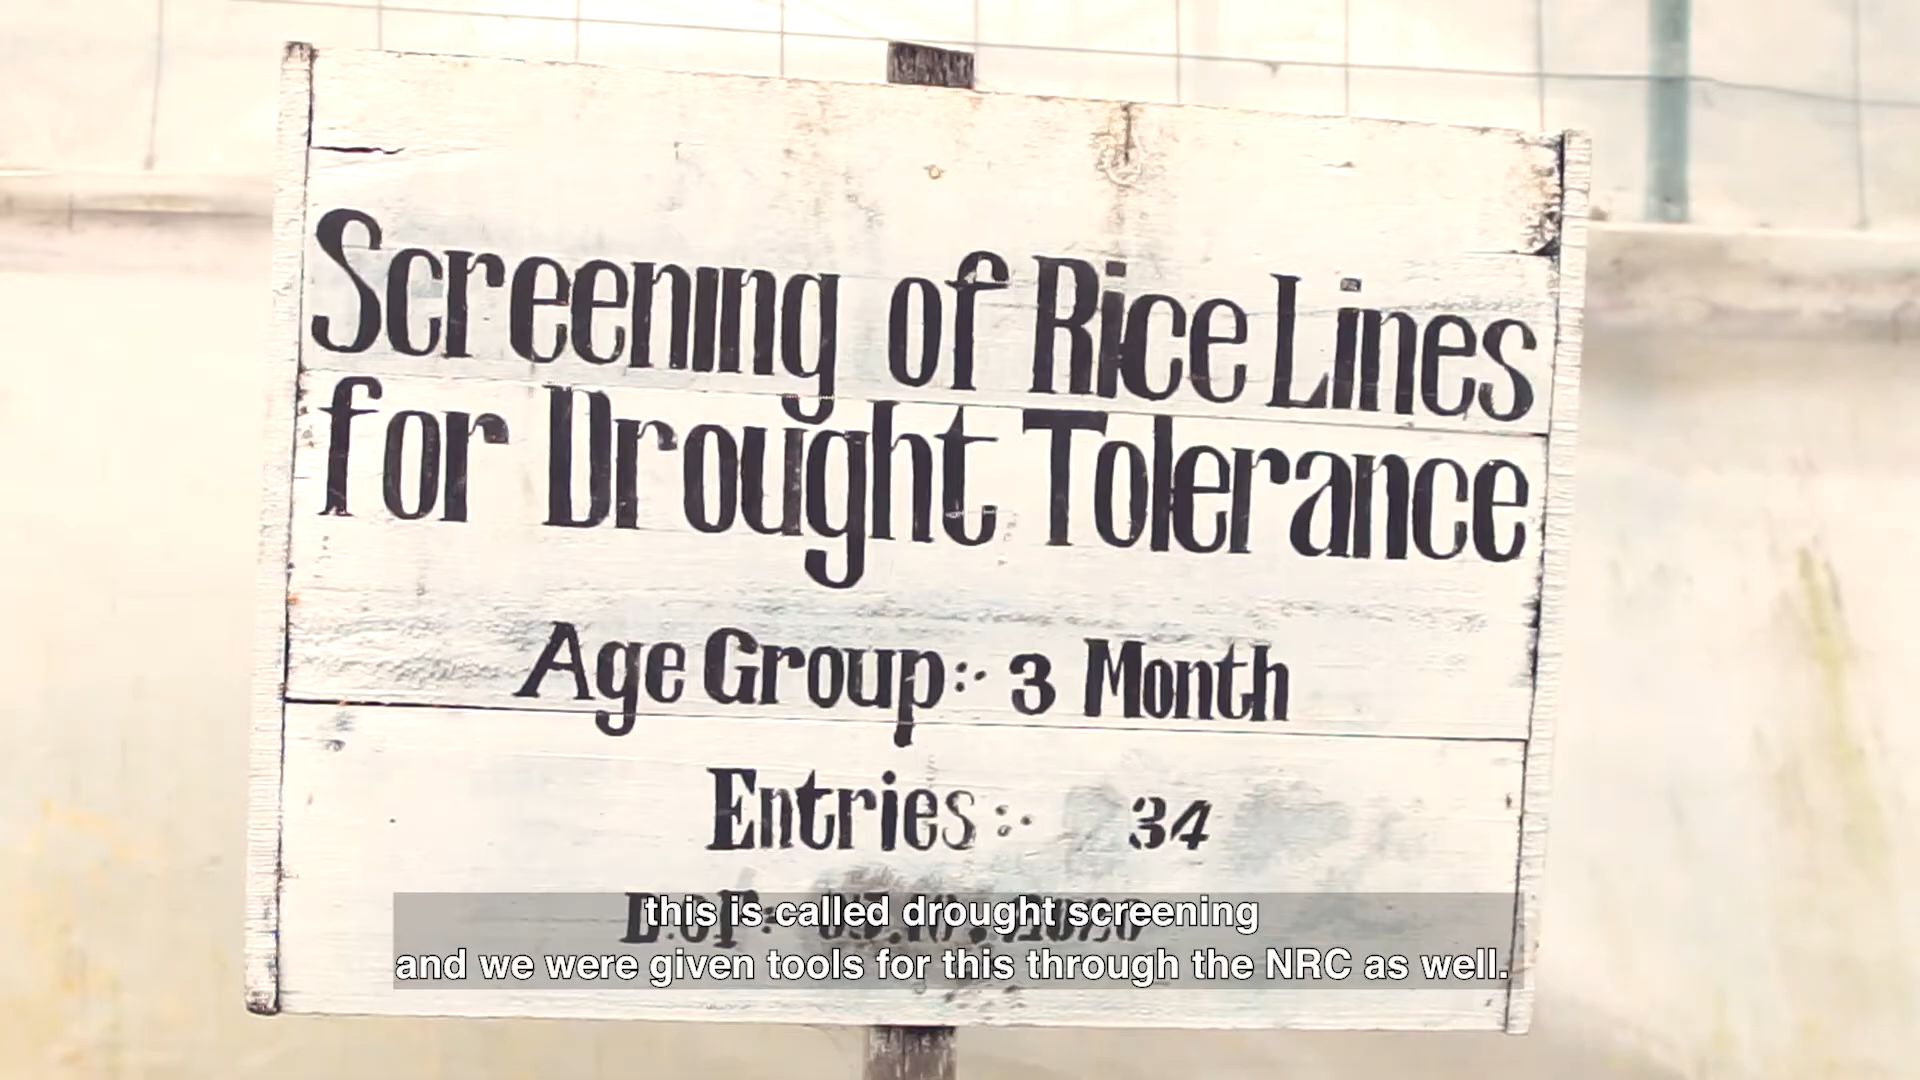 Screening of Rice Lines
for Drought Tolerance
Age Group:- 3 Month
Entries:- 34
this is called drought screening
and we were given tools for this through the NRC as well.